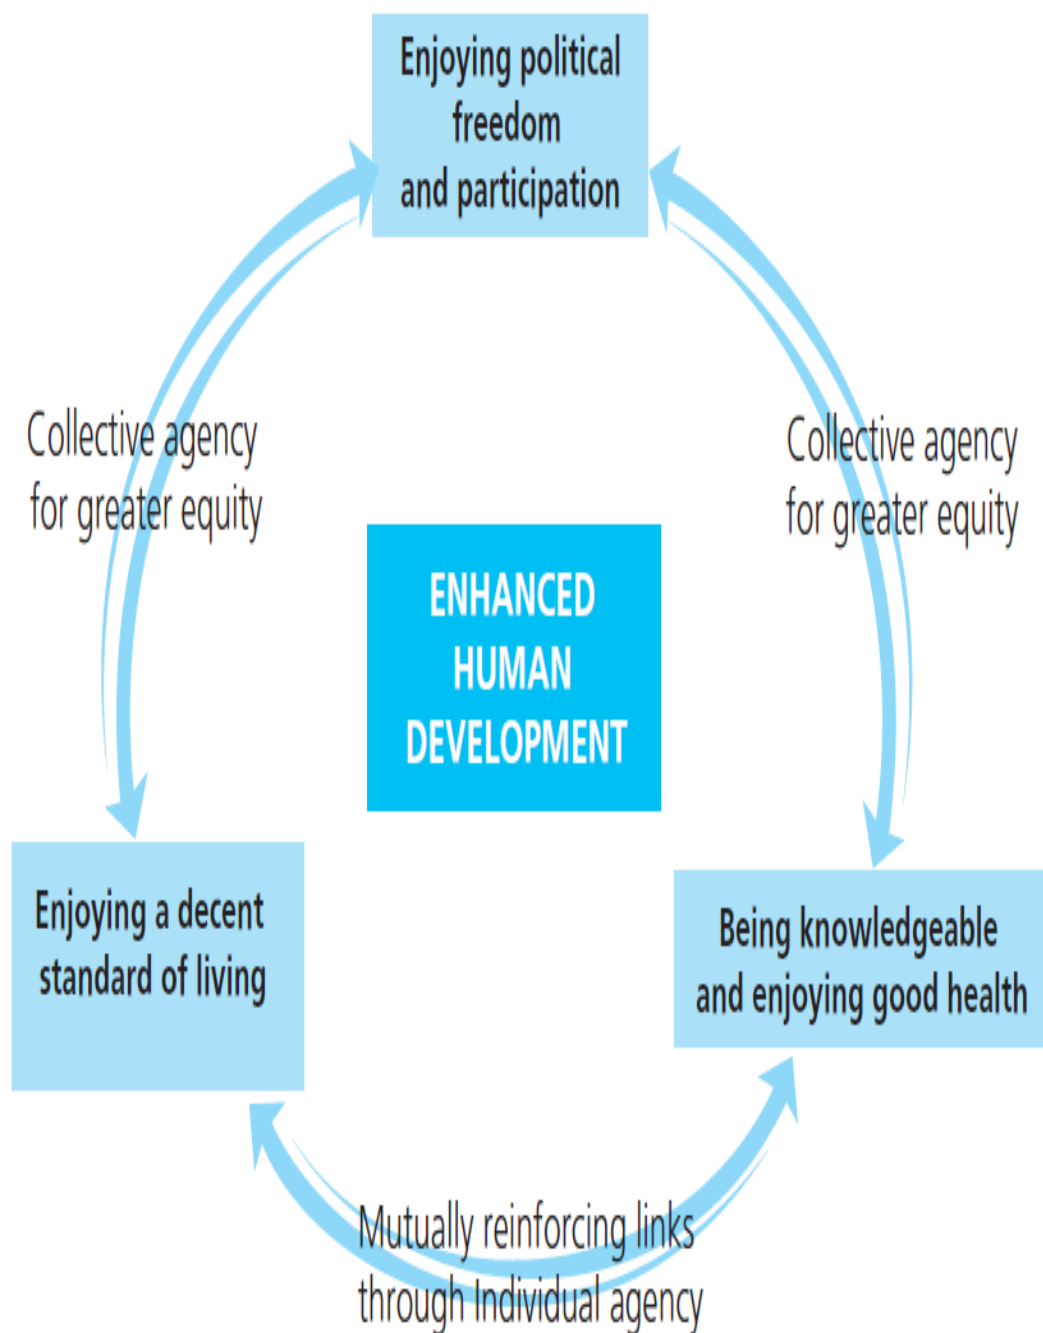 Enjoying political
freedom
and participation
Collective agency
for greater equity
Collective agency
for greater equity
ENHANCED
HUMAN
DEVELOPMENT
Enjoying a decent
standard of living
Being knowledgeable
and enjoying good health
Mutually reinforcing links
through Individual agency